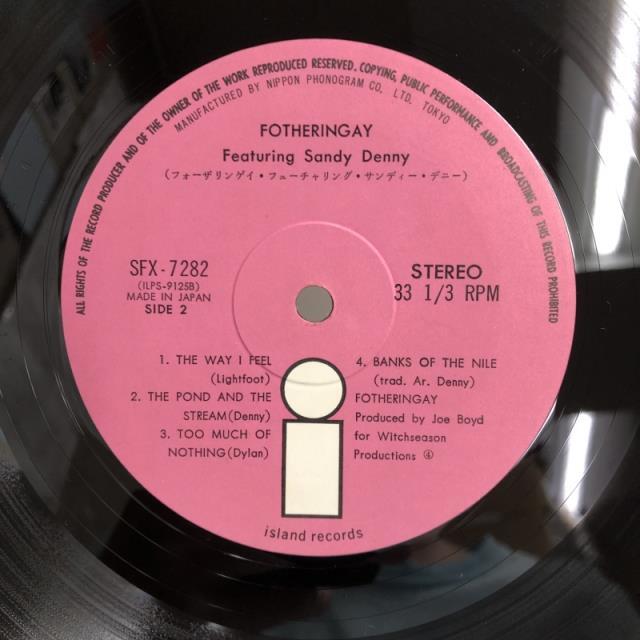 ALL RIGHTS OF THE RECORD PRODUCER AND OF THE OWNER OF THE WORK REPRODUCED RESERVED. COPYING, PUBLIC PERFORMANCE AND BROADCASTING OF THIS RECORD PROHIBITED
MANUFACTURED BY NIPPON PHONOGRAM CO. LTD. TOKYO
FOTHERINGAY
Featuring Sandy Denny
(フォーザリンゲイ・フューチャリング・サンディー・デニー)
SFX-7282
(ILPS-9125B)
MADE IN JAPAN
SIDE 2
STEREO
33 1/3 RPM
1. THE WAY I FEEL
(Lightfoot)
2. THE POND AND THE
STREAM(Denny)
3. TOO MUCH OF
NOTHING(Dylan)
4. BANKS OF THE NILE
(trad. Ar. Denny)
FOTHERINGAY
Produced by Joe Boyd
for Witchseason
Productions ④
island records